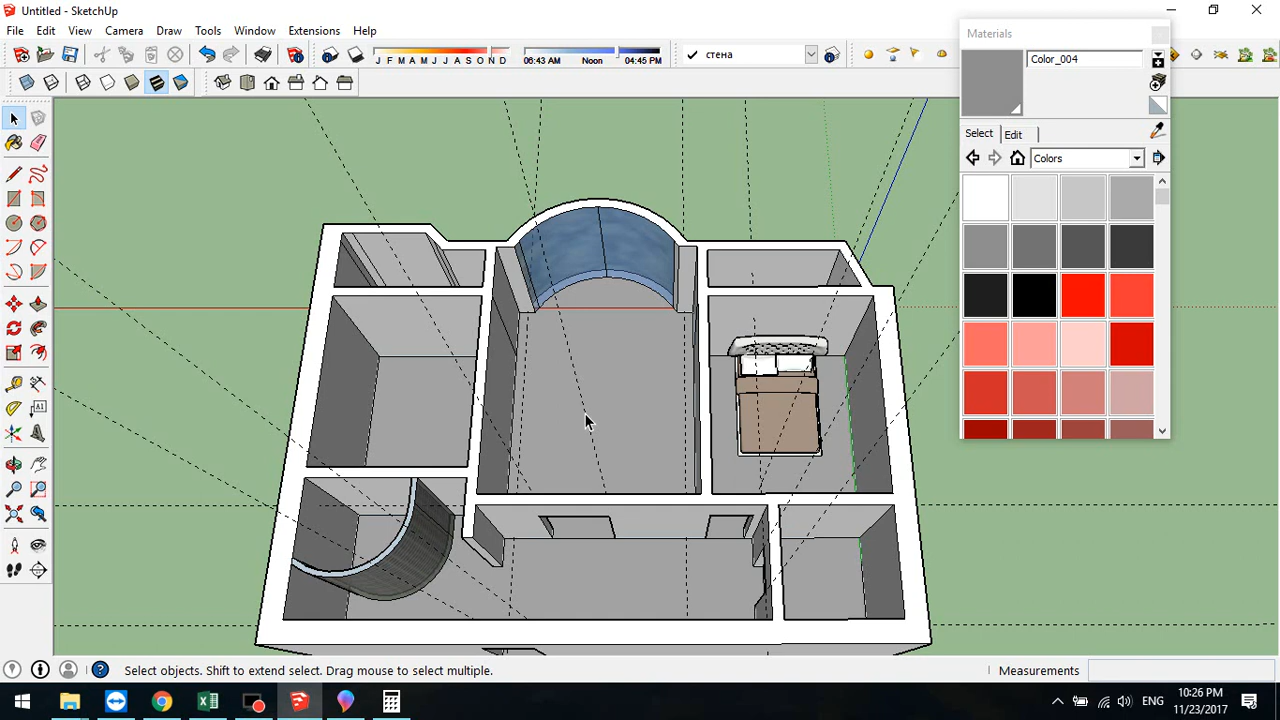 Untitled - SketchUp
File Edit View Camera Draw Tools Window Extensions Help
J F M A M J J A S O N D 06:43 AM Noon 04:45 PM стена
Materials
Color_004
Select Edit
Colors
A1
Select objects. Shift to extend select. Drag mouse to select multiple. Measurements
ENG
10:26 PM
11/23/2017